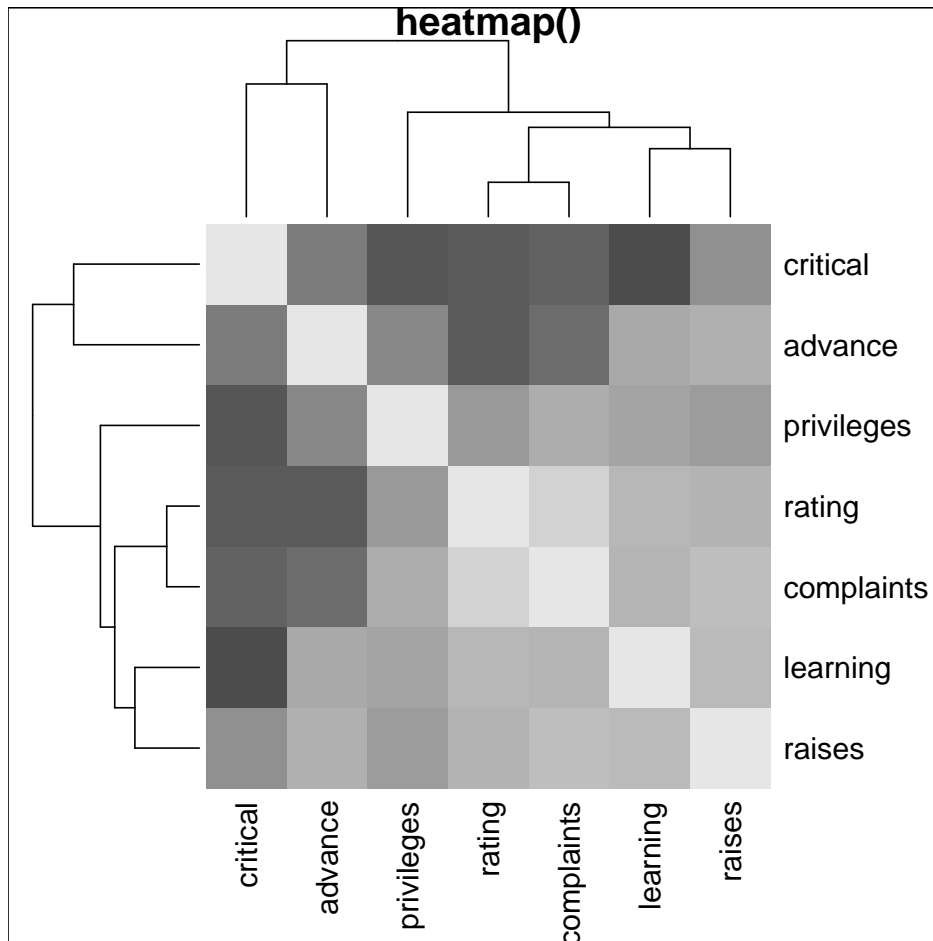 heatmap()
critical
advance
privileges
rating
complaints
learning
raises
critical
advance
privileges
rating
complaints
learning
raises